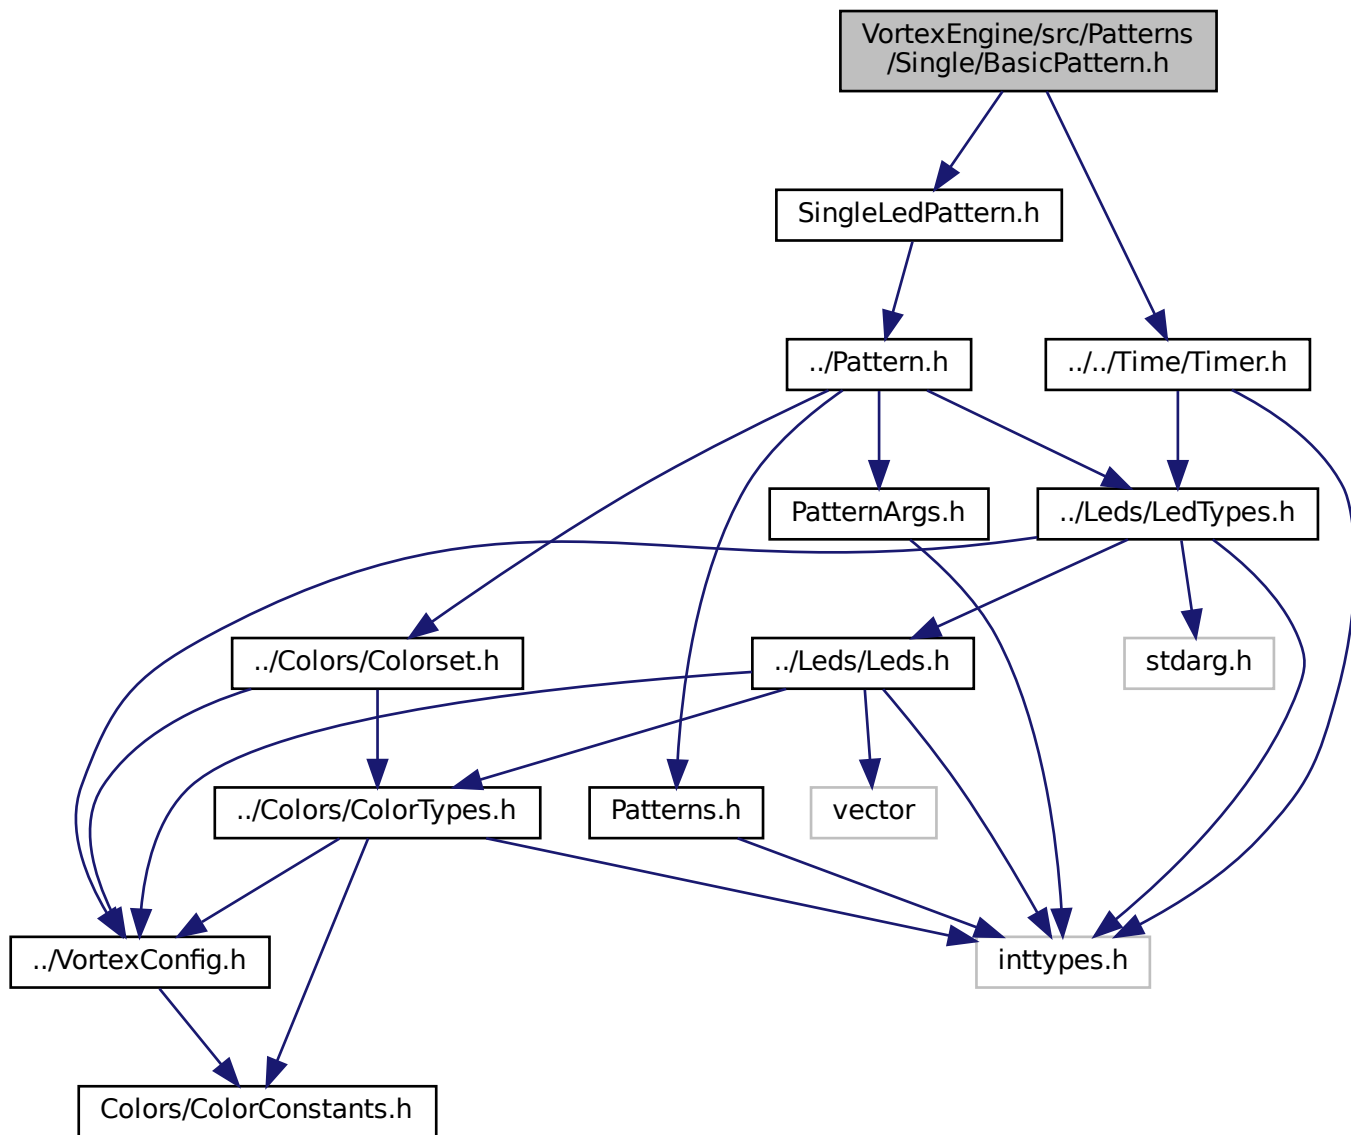 VortexEngine/src/Patterns
/Single/BasicPattern.h
SingleLedPattern.h
../Pattern.h
../../Time/Timer.h
PatternArgs.h
../Leds/LedTypes.h
../Colors/Colorset.h
../Leds/Leds.h
stdarg.h
../Colors/ColorTypes.h
Patterns.h
vector
../VortexConfig.h
inttypes.h
Colors/ColorConstants.h